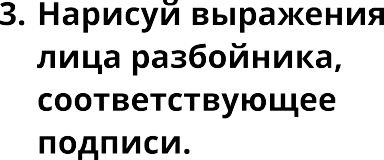 3. Нарисуй выражения
лица разбойника,
соответствующее
подписи.